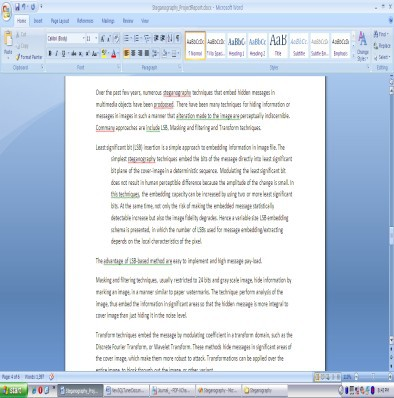 Steganography_ProjectReport.docx - Microsoft Word
Home Insert Page Layout References Mailings Review View
Calibri (Body) 11
Paste Format Painter
AaBbCcDc AaBbCcDc AaBbC AaBbCc AaB AaBbCc. AaBbCcDt AaBbCcDt
¶ Normal Heading 1 Heading 2 Title Subtitle Subtle Em... Emphasis
Change Styles
Find
Replace
Select
Clipboard Font Paragraph Styles Editing
Over the past few years, numerous steganography techniques that embed hidden messages in
multimedia objects have been proposed. There have been many techniques for hiding information or
messages in images in such a manner that alteration made to the image are perceptually indiscernible.
Common approaches are include LSB, Masking and filtering and Transform techniques.
Least significant bit (LSB) insertion is a simple approach to embedding information in image file. The
simplest steganography techniques embed the bits of the message directly into least significant
bit plane of the cover-image in a deterministic sequence. Modulating the least significant bit
does not result in human perceptible difference because the amplitude of the change is small. In
this techniques, the embedding capacity can be increased by using two or more least significant
bits. At the same time, not only the risk of making the embedded message statistically
detectable increase but also the image fidelity degrades. Hence a variable size LSB embedding
schema is presented, in which the number of LSBs used for message embedding/extracting
depends on the local characteristics of the pixel.
The advantage of LSB-based method are easy to implement and high message pay-load.
Masking and filtering techniques, usually restricted to 24 bits and gray scale image, hide information by
marking an image, in a manner similar to paper watermarks. The technique perform analysis of the
image, thus embed the information in significant areas so that the hidden message is more integral to
cover image than just hiding it in the noise level.
Transform techniques embed the message by modulating coefficient in a transform domain, such as the
Discrete Fourier Transform, or Wavelet Transform. These methods hide messages in significant areas of
the cover image, which make them more robust to attack. Transformations can be applied over the
entire image, to block through out the image, or other variant.
start
Steganography_Proj...
Steganography